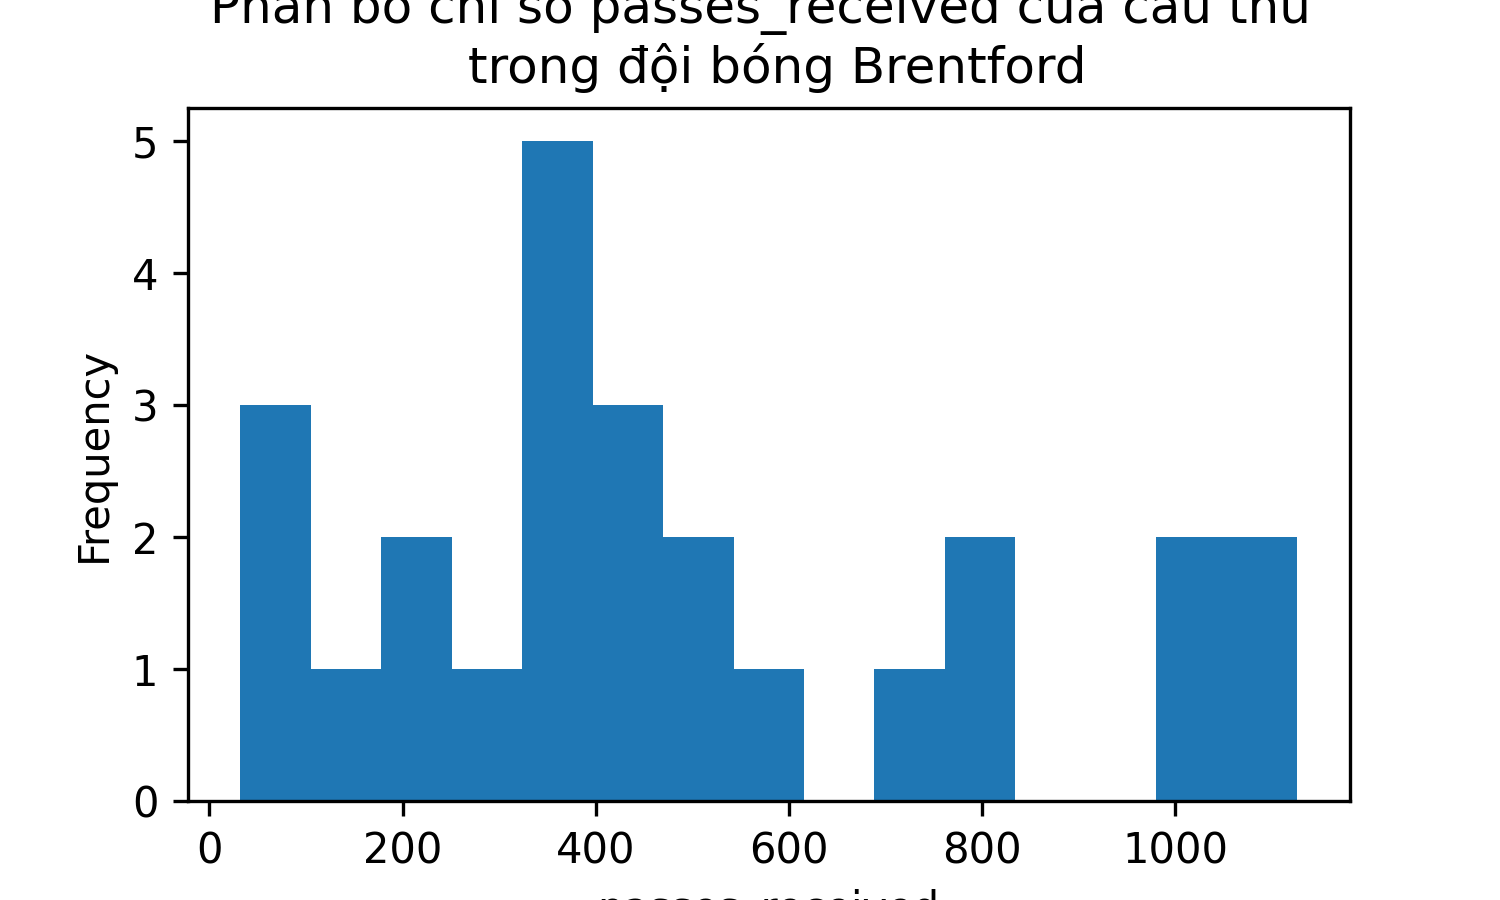 Phân bố chỉ số passes_received của cầu thủ
trong đội bóng Brentford
5
4
3
2
1
0
Frequency
0 200 400 600 800 1000
passes_received